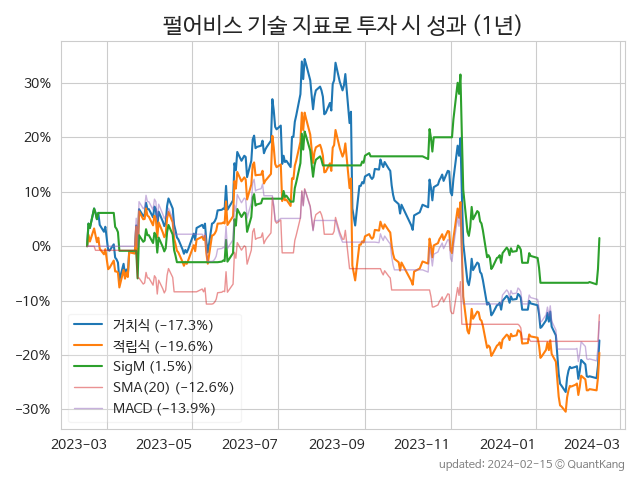 펄어비스 기술 지표로 투자 시 성과 (1년)
30%
20%
10%
0%
−10%
−20%
−30%
거치식 (−17.3%)
적립식 (−19.6%)
SigM (1.5%)
SMA(20) (−12.6%)
MACD (−13.9%)
2023-03
2023-05
2023-07
2023-09
2023-11
2024-01
2024-03
updated: 2024-02-15 ⓒ QuantKang